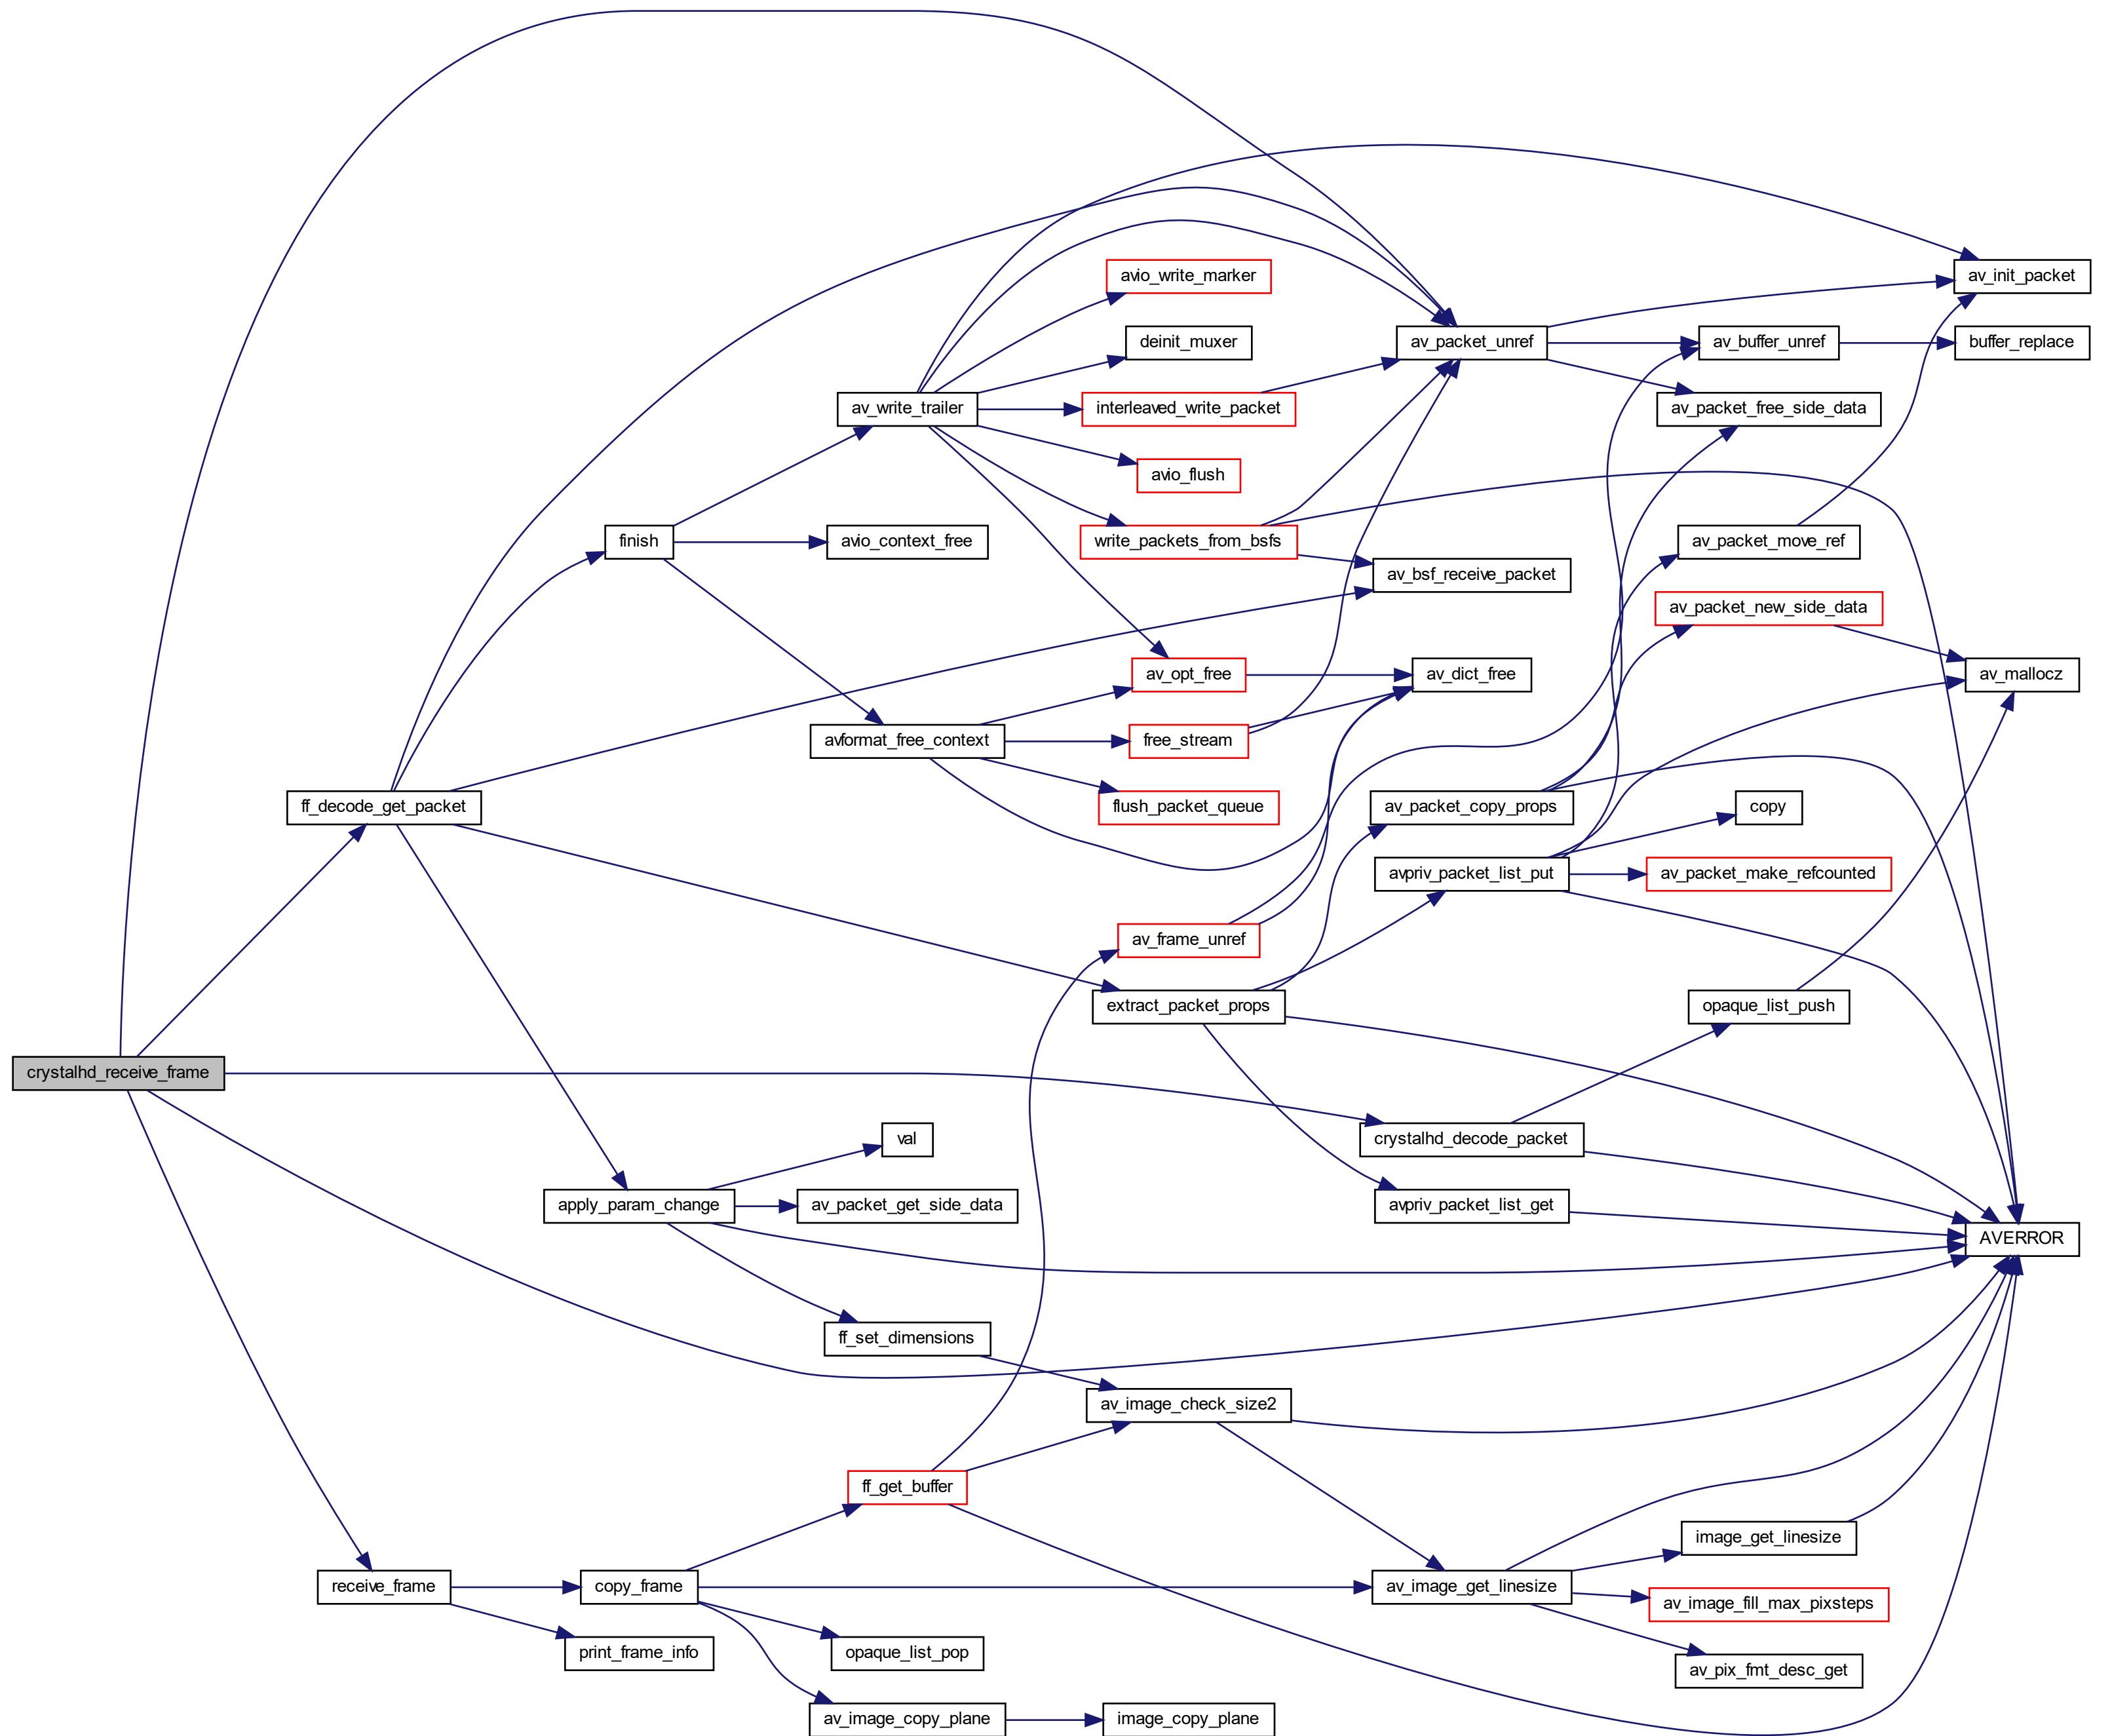 avio_write_marker
av_init_packet
deinit_muxer
av_packet_unref
av_buffer_unref
buffer_replace
av_write_trailer
interleaved_write_packet
av_packet_free_side_data
avio_flush
finish
avio_context_free
write_packets_from_bsfs
av_packet_move_ref
av_bsf_receive_packet
av_packet_new_side_data
av_opt_free
av_dict_free
av_mallocz
avformat_free_context
free_stream
ff_decode_get_packet
flush_packet_queue
av_packet_copy_props
copy
avpriv_packet_list_put
av_packet_make_refcounted
av_frame_unref
extract_packet_props
opaque_list_push
crystalhd_receive_frame
val
crystalhd_decode_packet
apply_param_change
av_packet_get_side_data
avpriv_packet_list_get
AVERROR
ff_set_dimensions
av_image_check_size2
ff_get_buffer
image_get_linesize
receive_frame
copy_frame
av_image_get_linesize
av_image_fill_max_pixsteps
print_frame_info
opaque_list_pop
av_pix_fmt_desc_get
av_image_copy_plane
image_copy_plane